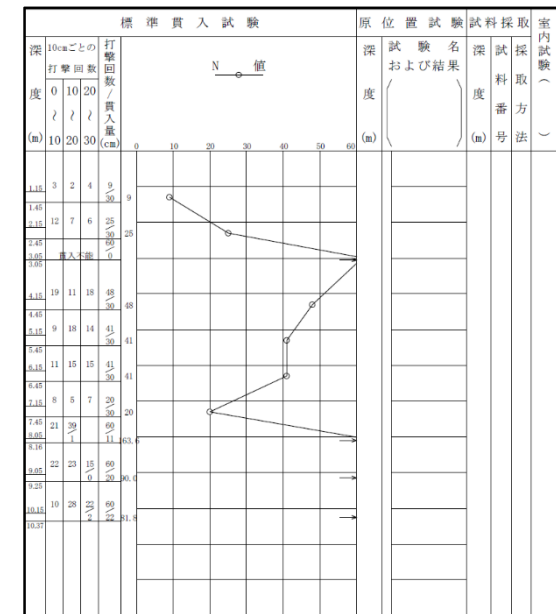 標準貫入試験 原位置試験 試料採取 室内試験( )
深度(m) 10cmごとの打撃回数 打撃回数/貫入量(cm) N 値 深度(m) 試験名および結果 深度(m) 試料番号 採取方法
0 10 20
〜 〜 〜
10 20 30
0 10 20 30 40 50 60
1.15 3 2 4 9/30 9
1.45
2.15 12 7 6 25/30 25
2.45
3.05 貫入不能 60/0
3.05
4.15 19 11 18 48/30 48
4.45
5.15 9 18 14 41/30 41
5.45
6.15 11 15 15 41/30 41
6.45
7.15 8 5 7 20/30 20
7.45
8.05 21 39/1 60/11 163.6
8.16
9.05 22 23 15/0 60/20 90.0
9.25
10.15 10 28 22/2 60/22 81.8
10.37